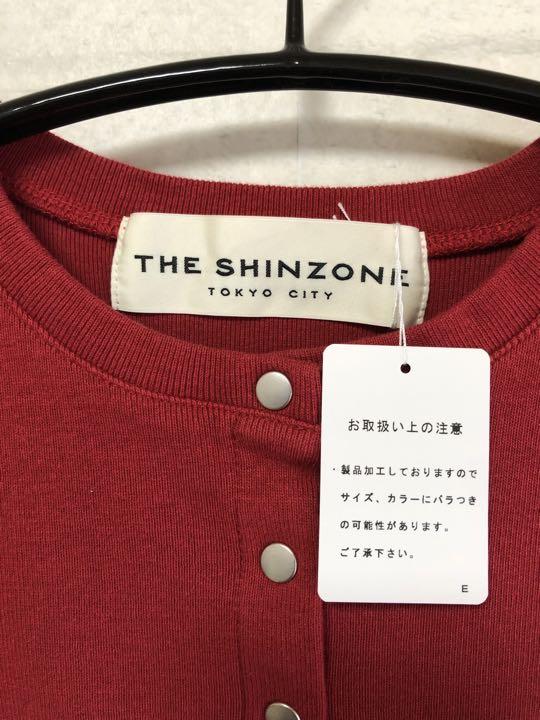 THE SHINZONE
TOKYO CITY
お取扱い上の注意
・製品加工しておりますので
サイズ、カラーにバラつき
の可能性があります。
ご了承下さい。
E